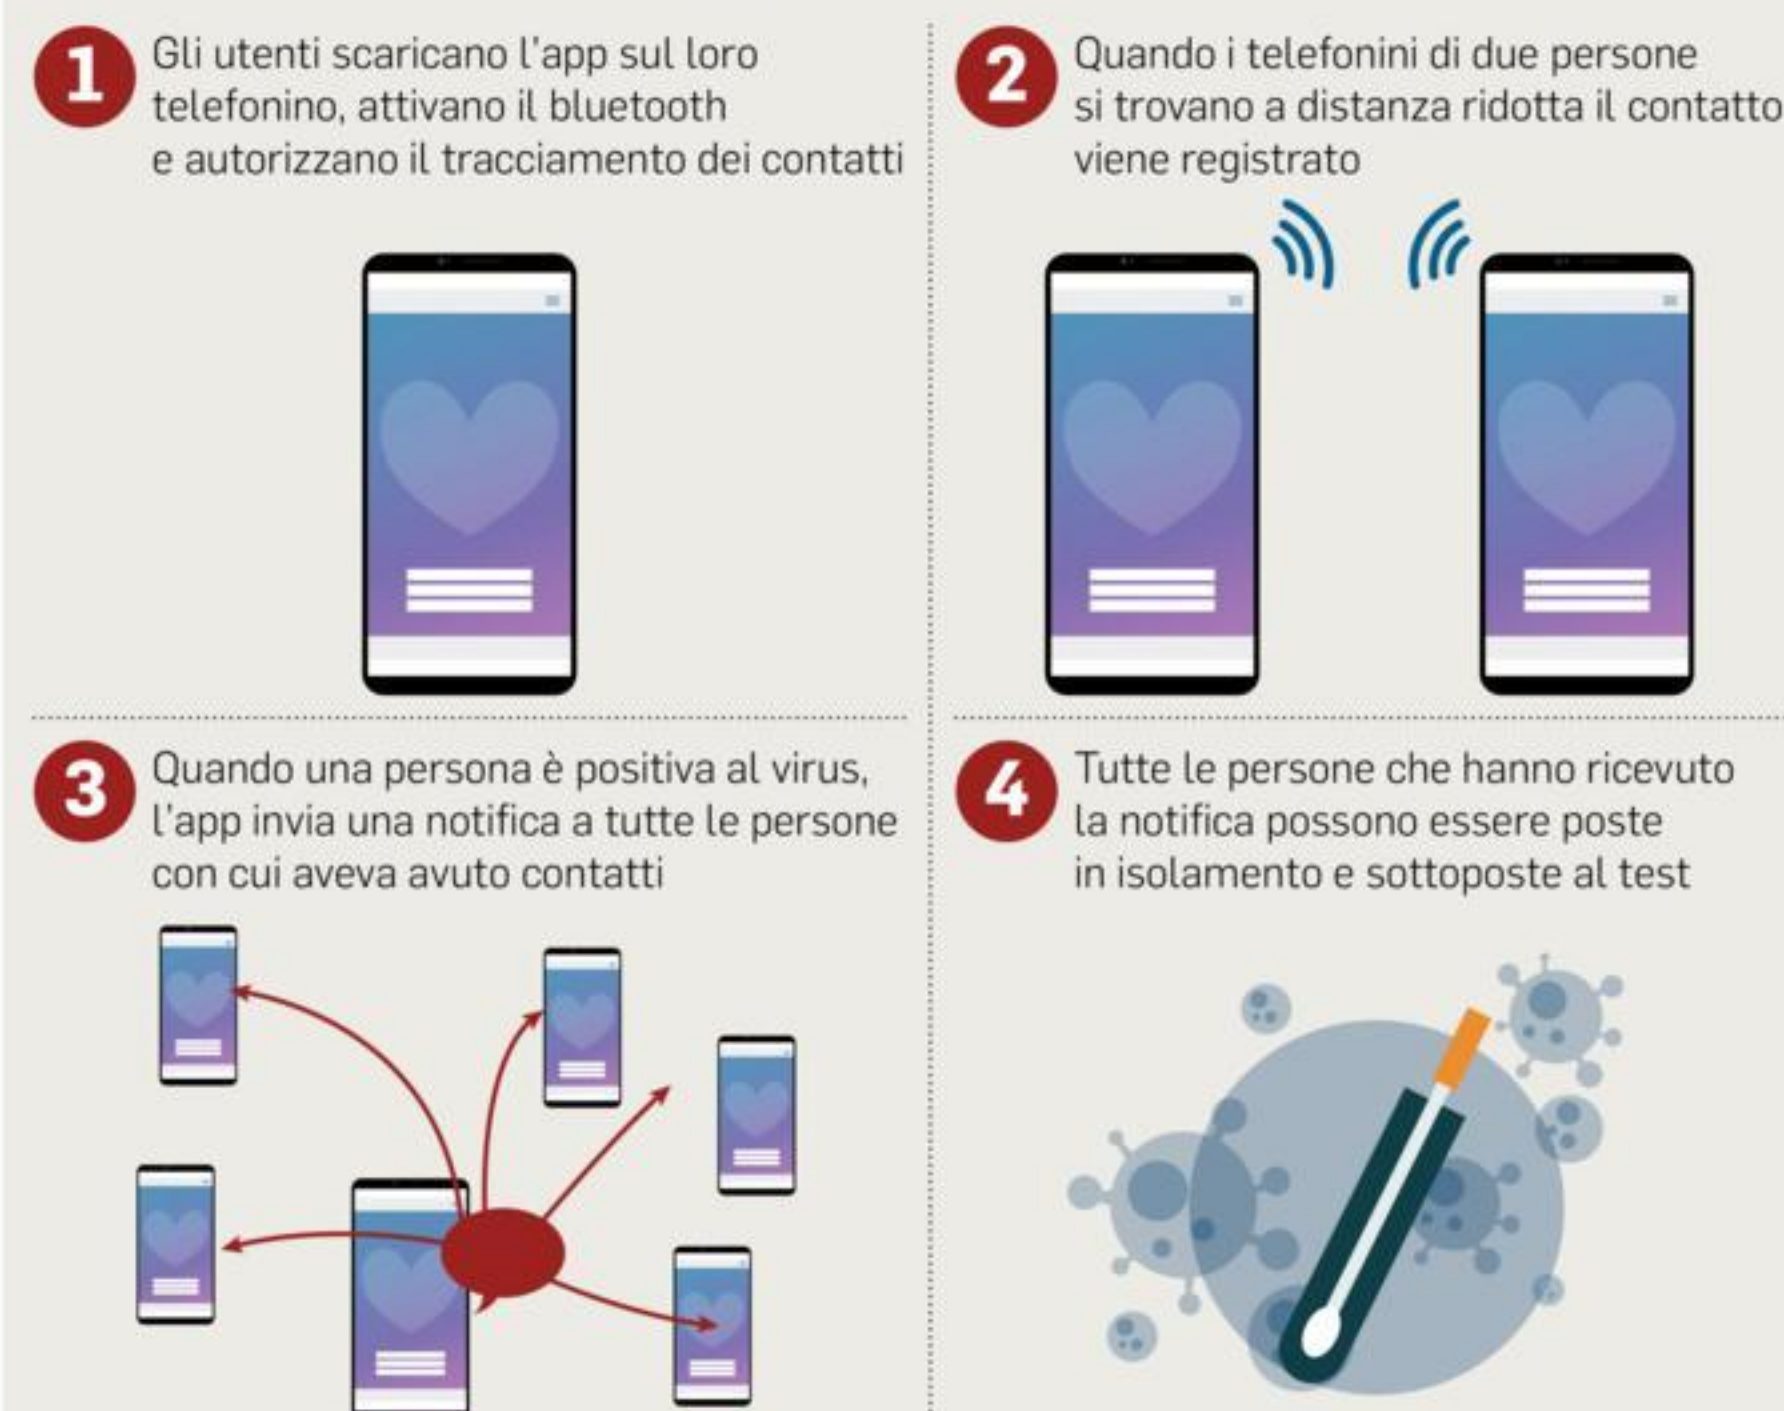 1
Gli utenti scaricano l'app sul loro
telefonino, attivano il bluetooth
e autorizzano il tracciamento dei contatti
2
Quando i telefonini di due persone
si trovano a distanza ridotta il contatto
viene registrato
3
Quando una persona è positiva al virus,
l'app invia una notifica a tutte le persone
con cui aveva avuto contatti
4
Tutte le persone che hanno ricevuto
la notifica possono essere poste
in isolamento e sottoposte al test